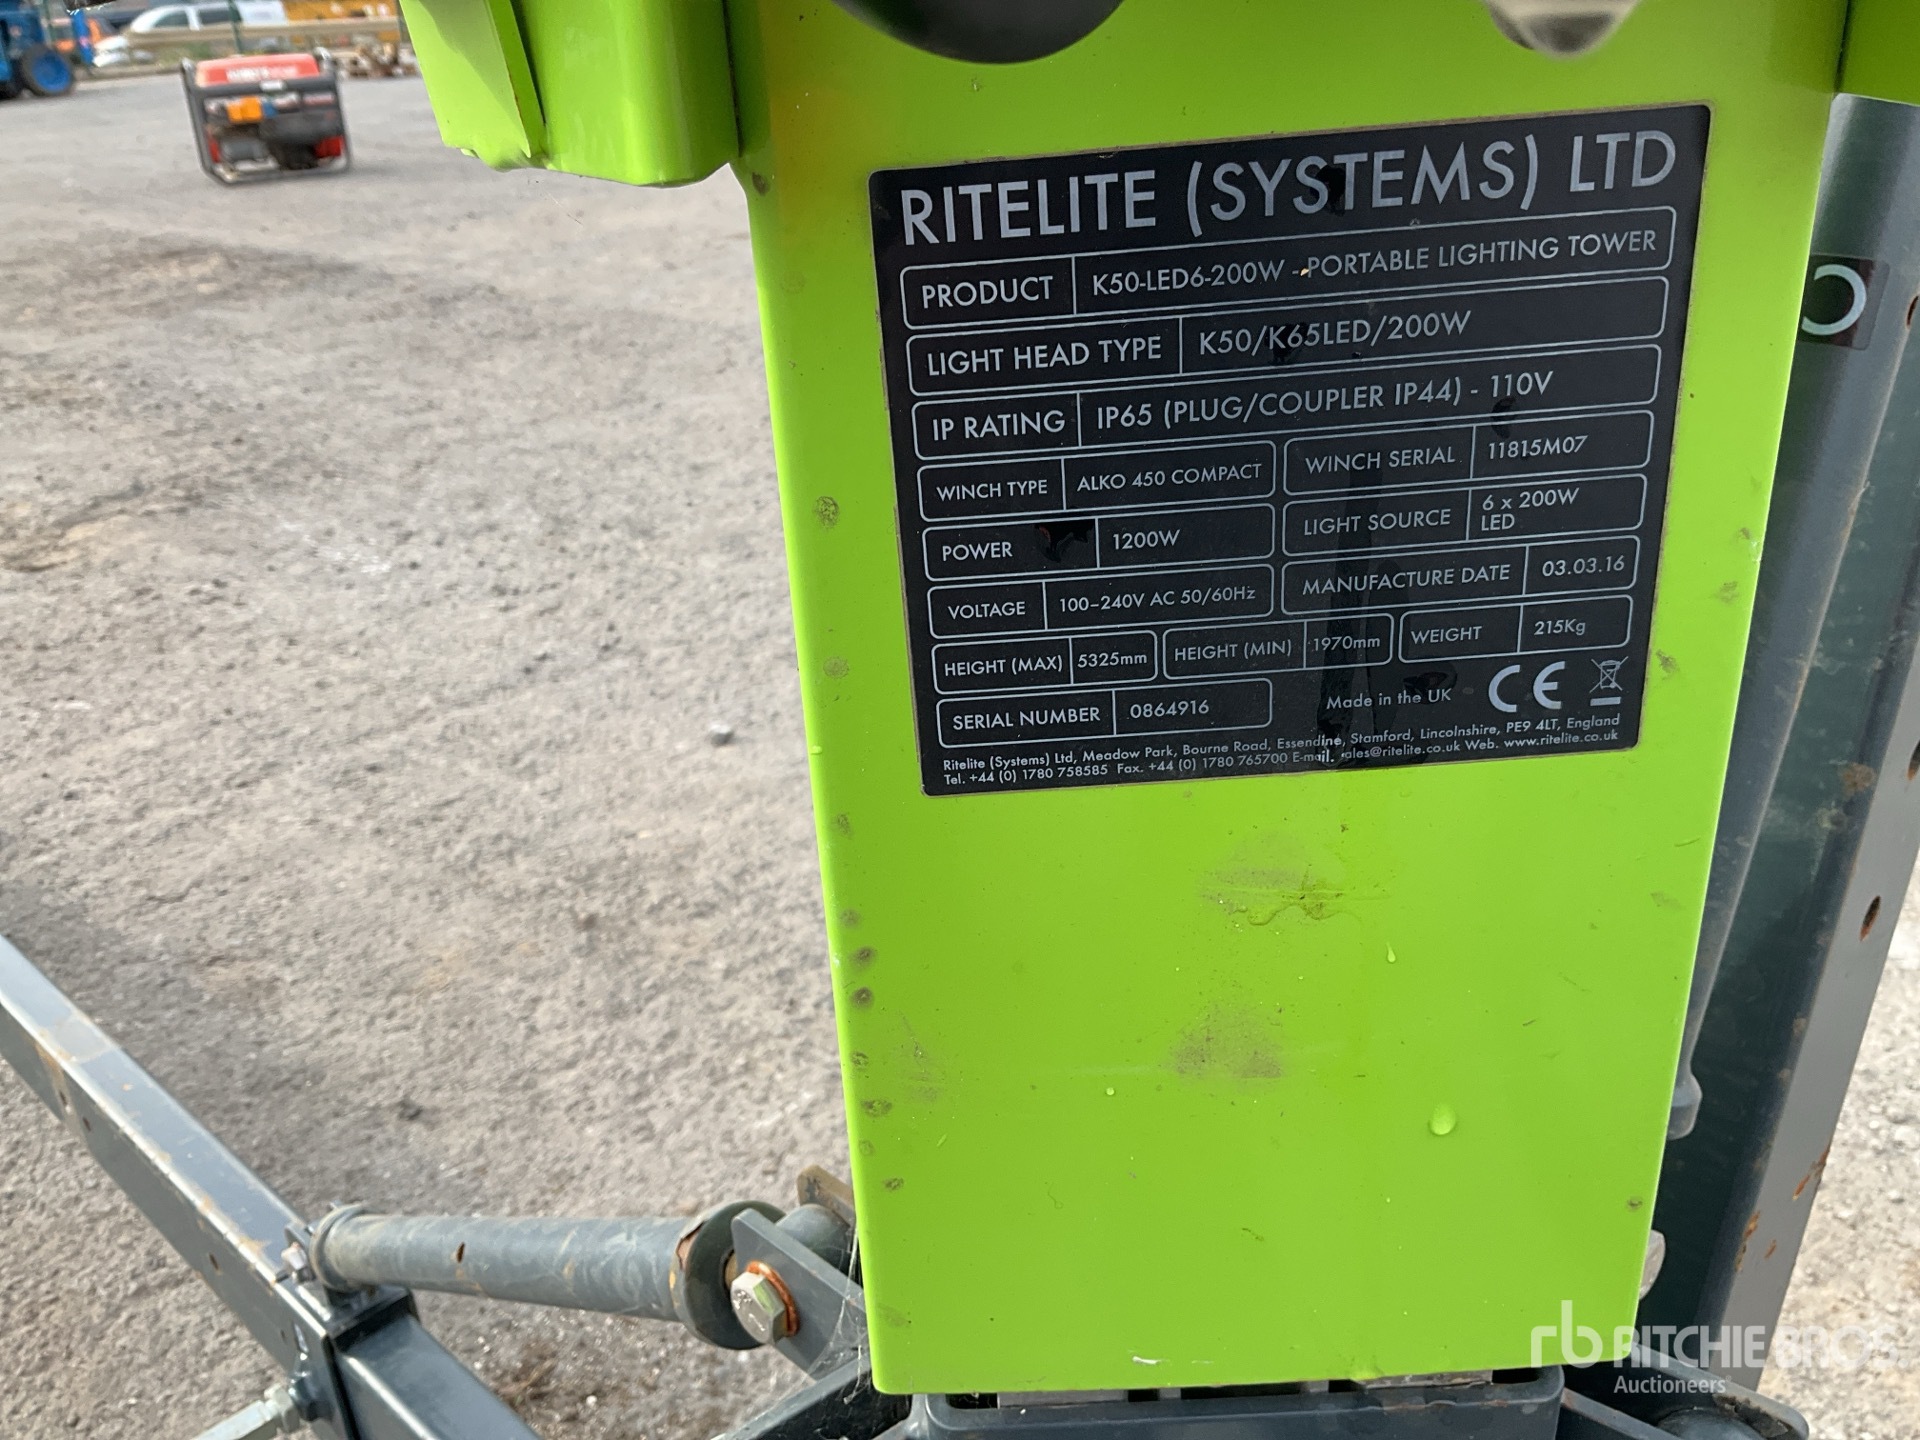 RITELITE (SYSTEMS) LTD
PRODUCT K50-LED6-200W - PORTABLE LIGHTING TOWER
LIGHT HEAD TYPE K50/K65LED/200W
IP RATING IP65 (PLUG/COUPLER IP44) - 110V
WINCH TYPE ALKO 450 COMPACT WINCH SERIAL 11815M07
POWER 1200W LIGHT SOURCE 6 x 200W
LED
VOLTAGE 100-240V AC 50/60Hz MANUFACTURE DATE 03.03.16
HEIGHT (MAX) 5325mm HEIGHT (MIN) 1970mm WEIGHT 215Kg
SERIAL NUMBER 0864916 Made in the UK CE
Ritelite (Systems) Ltd, Meadow Park, Bourne Road, Essendine, Stamford, Lincolnshire, PE9 4LT, England
Tel. +44 (0) 1780 758585 Fax. +44 (0) 1780 765700 E-mail. ales@ritelite.co.uk Web. www.ritelite.co.uk
rb RITCHIE BROS.
Auctioneers